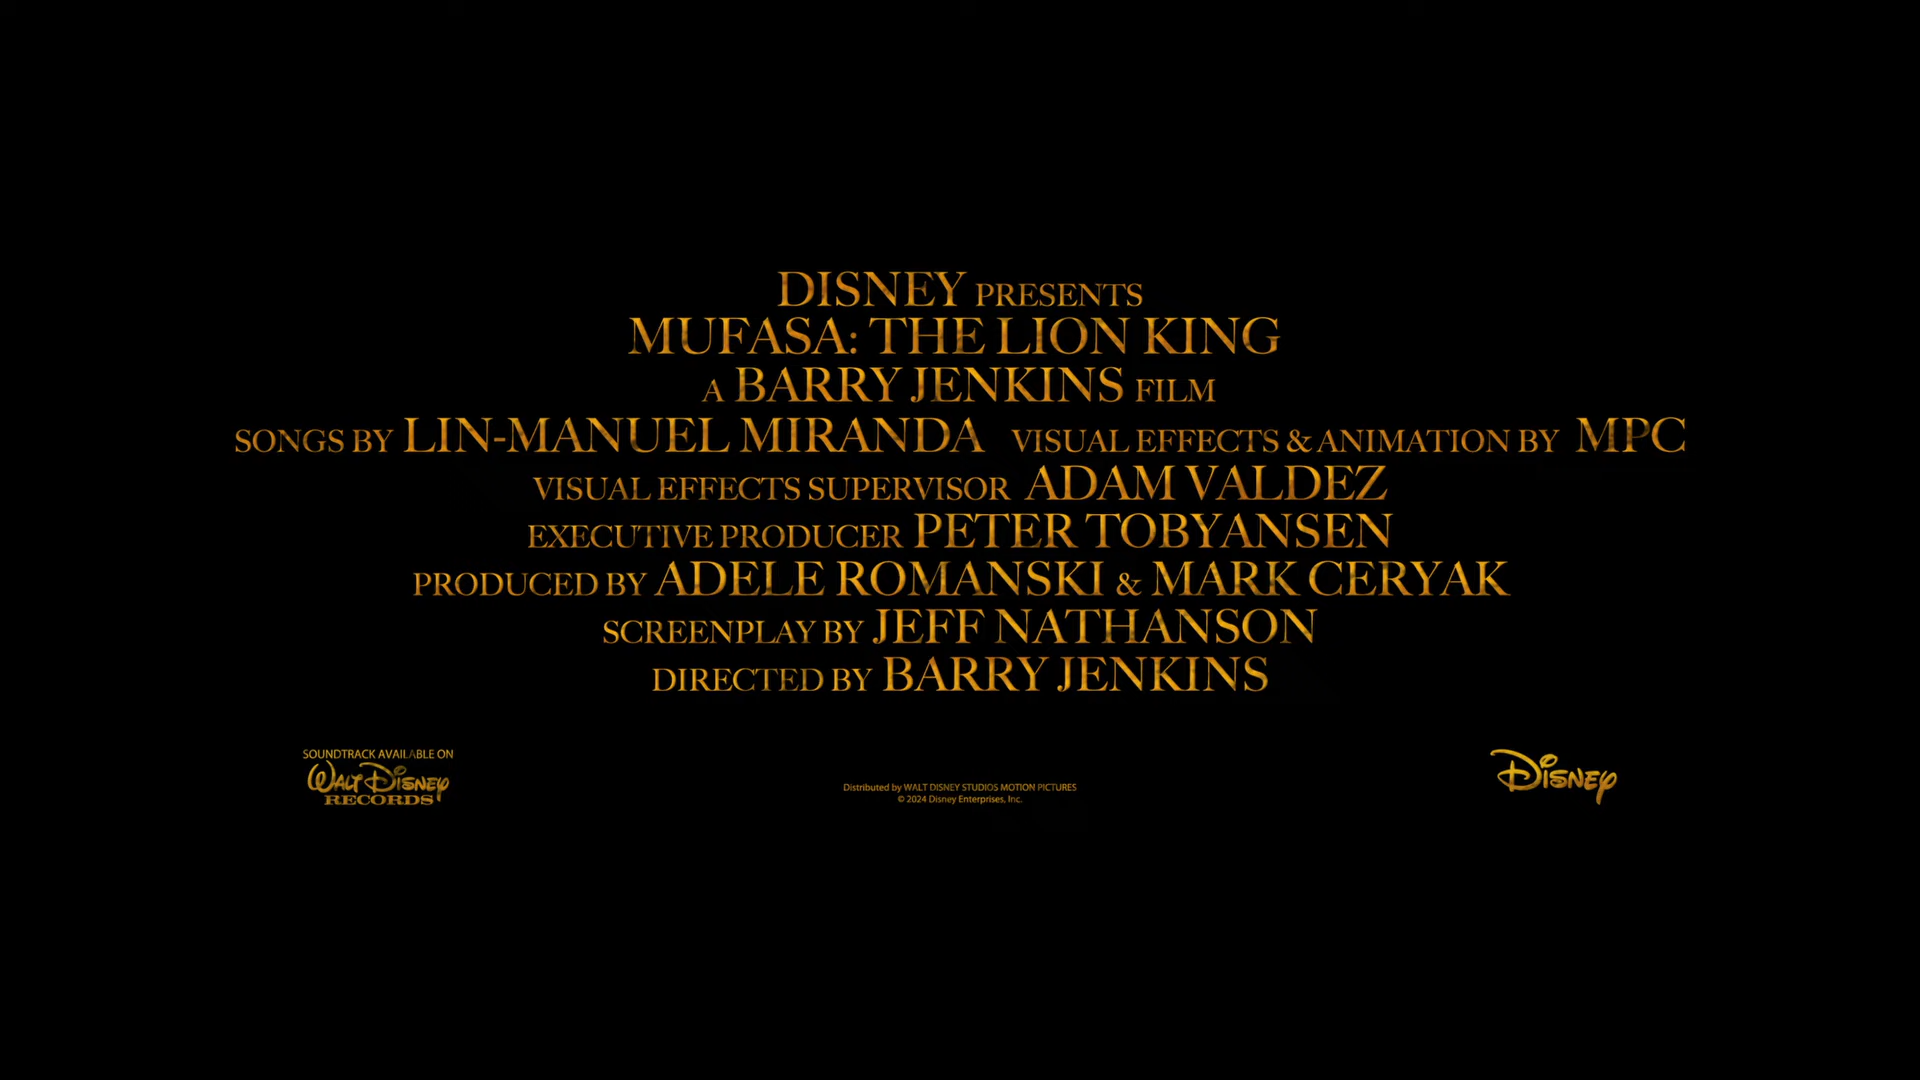 DISNEY PRESENTS
MUFASA: THE LION KING
A BARRY JENKINS FILM
SONGS BY LIN-MANUEL MIRANDA VISUAL EFFECTS & ANIMATION BY MPC
VISUAL EFFECTS SUPERVISOR ADAM VALDEZ
EXECUTIVE PRODUCER PETER TOBYANSEN
PRODUCED BY ADELE ROMANSKI & MARK CERYAK
SCREENPLAY BY JEFF NATHANSON
DIRECTED BY BARRY JENKINS
SOUNDTRACK AVAILABLE ON
WALT DISNEY
RECORDS
Distributed by WALT DISNEY STUDIOS MOTION PICTURES
© 2024 Disney Enterprises, Inc.
Disney